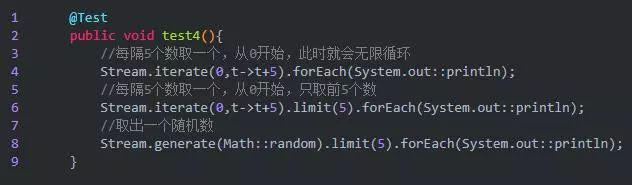 1 @Test
2 public void test4(){
3 //每隔5个数取一个，从0开始，此时就会无限循环
4 Stream.iterate(0,t->t+5).forEach(System.out::println);
5 //每隔5个数取一个，从0开始，只取前5个数
6 Stream.iterate(0,t->t+5).limit(5).forEach(System.out::println);
7 //取出一个随机数
8 Stream.generate(Math::random).limit(5).forEach(System.out::println);
9 }